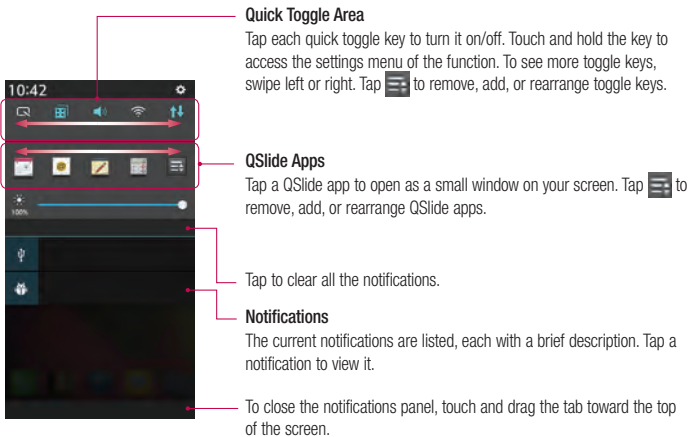 Quick Toggle Area
Tap each quick toggle key to turn it on/off. Touch and hold the key to
access the settings menu of the function. To see more toggle keys,
swipe left or right. Tap to remove, add, or rearrange toggle keys.
10:42
QSlide Apps
Tap a QSlide app to open as a small window on your screen. Tap to
remove, add, or rearrange QSlide apps.
100%
Tap to clear all the notifications.
Notifications
The current notifications are listed, each with a brief description. Tap a
notification to view it.
To close the notifications panel, touch and drag the tab toward the top
of the screen.